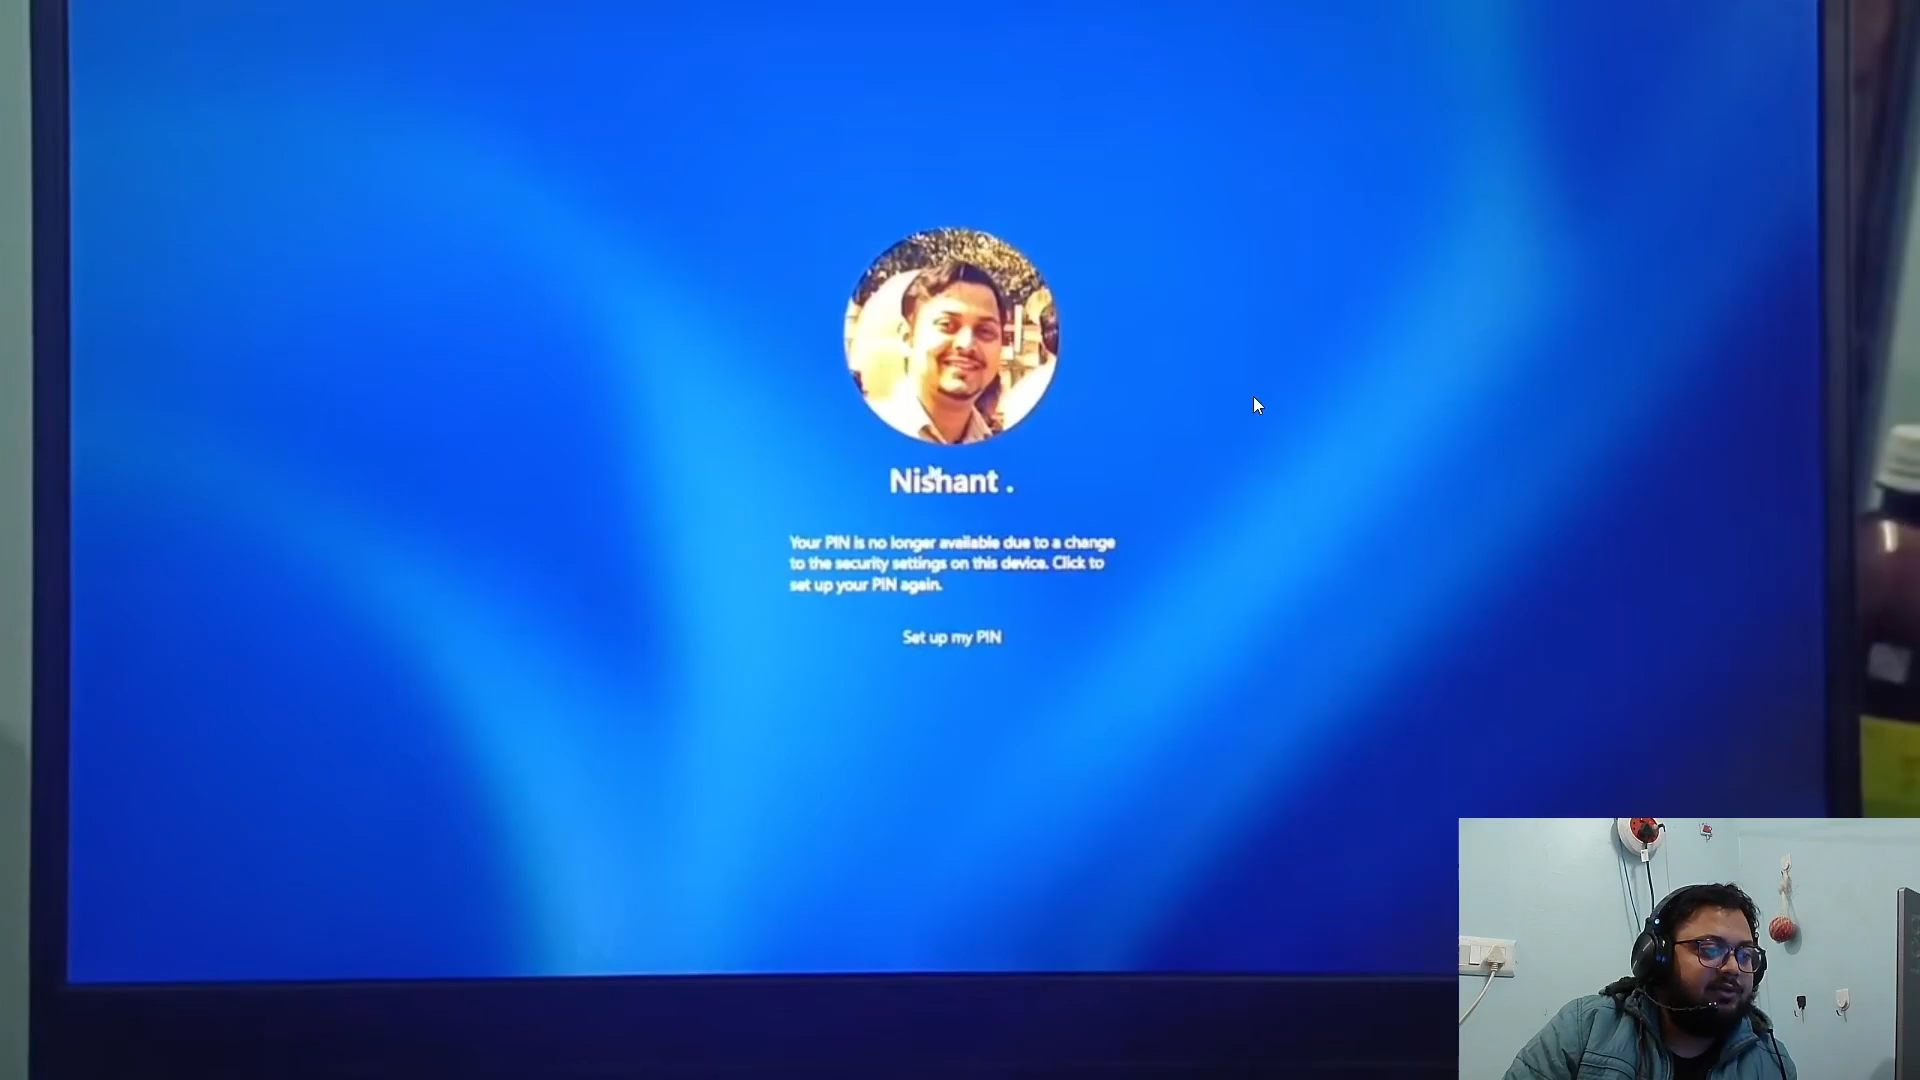 Nishant .
Your PIN is no longer available due to a change
to the security settings on this device. Click to
set up your PIN again.
Set up my PIN